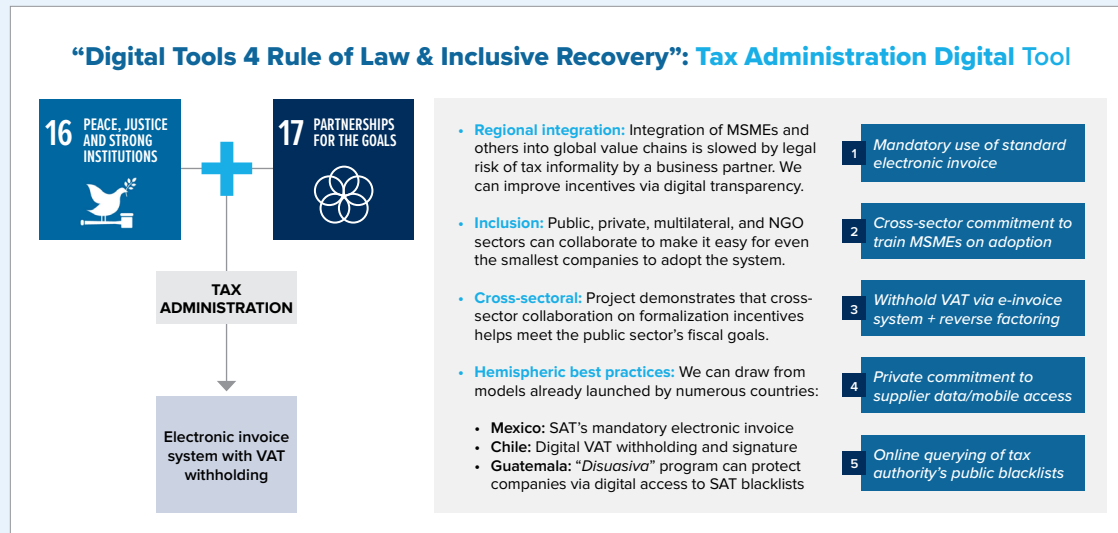 “Digital Tools 4 Rule of Law & Inclusive Recovery”: Tax Administration Digital Tool
16 PEACE, JUSTICE
AND STRONG
INSTITUTIONS
17 PARTNERSHIPS
FOR THE GOALS
TAX
ADMINISTRATION
Electronic invoice
system with VAT
withholding
• Regional integration: Integration of MSMEs and
others into global value chains is slowed by legal
risk of tax informality by a business partner. We
can improve incentives via digital transparency.
• Inclusion: Public, private, multilateral, and NGO
sectors can collaborate to make it easy for even
the smallest companies to adopt the system.
• Cross-sectoral: Project demonstrates that cross-
sector collaboration on formalization incentives
helps meet the public sector’s fiscal goals.
• Hemispheric best practices: We can draw from
models already launched by numerous countries:
• Mexico: SAT’s mandatory electronic invoice
• Chile: Digital VAT withholding and signature
• Guatemala: “Disuasiva” program can protect
companies via digital access to SAT blacklists
1 Mandatory use of standard
electronic invoice
2 Cross-sector commitment to
train MSMEs on adoption
3 Withhold VAT via e-invoice
system + reverse factoring
4 Private commitment to
supplier data/mobile access
5 Online querying of tax
authority’s public blacklists